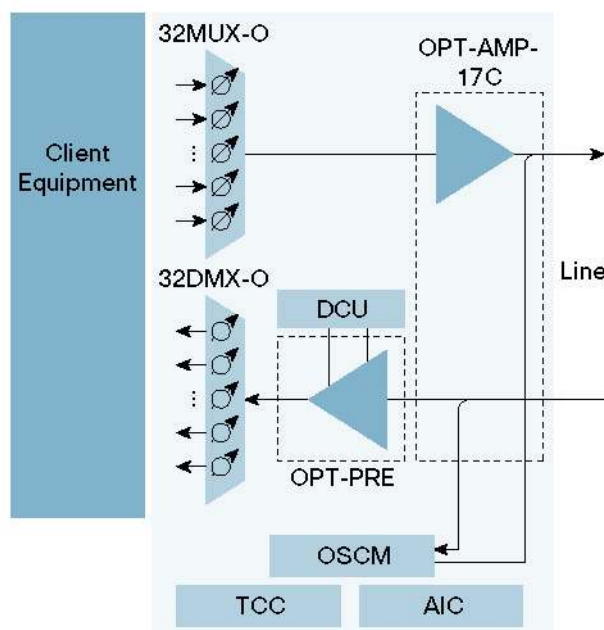 32MUX-O
OPT-AMP-
17C
Client
Equipment
32DMX-O
Line
DCU
OPT-PRE
OSCM
TCC
AIC